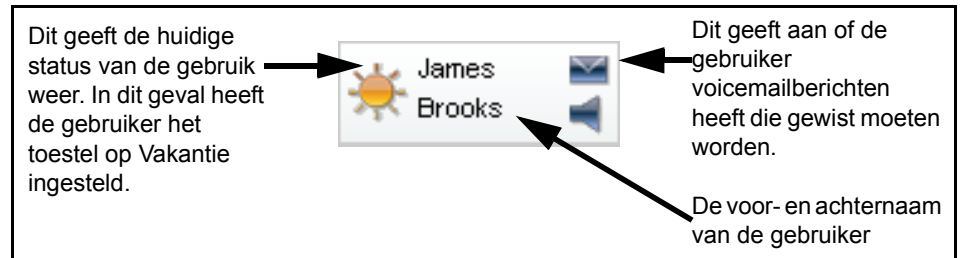 Dit geeft de huidige
status van de gebruik
weer. In dit geval heeft
de gebruiker het
toestel op Vakantie
ingesteld.
James
Brooks
Dit geeft aan of de
gebruiker
voicemailberichten
heeft die gewist moeten
worden.
De voor- en achternaam
van de gebruiker